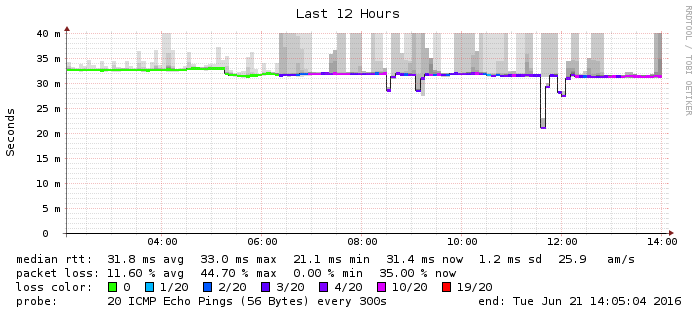 Last 12 Hours
RRDTOOL / TOBI OETIKER
Seconds
40 m
35 m
30 m
25 m
20 m
15 m
10 m
5 m
0
04:00 06:00 08:00 10:00 12:00 14:00
median rtt: 31.8 ms avg 33.0 ms max 21.1 ms min 31.4 ms now 1.2 ms sd 25.9 am/s
packet loss: 11.60 % avg 44.70 % max 0.00 % min 35.00 % now
loss color: 0 1/20 2/20 3/20 4/20 10/20 19/20
probe: 20 ICMP Echo Pings (56 Bytes) every 300s end: Tue Jun 21 14:05:04 2016